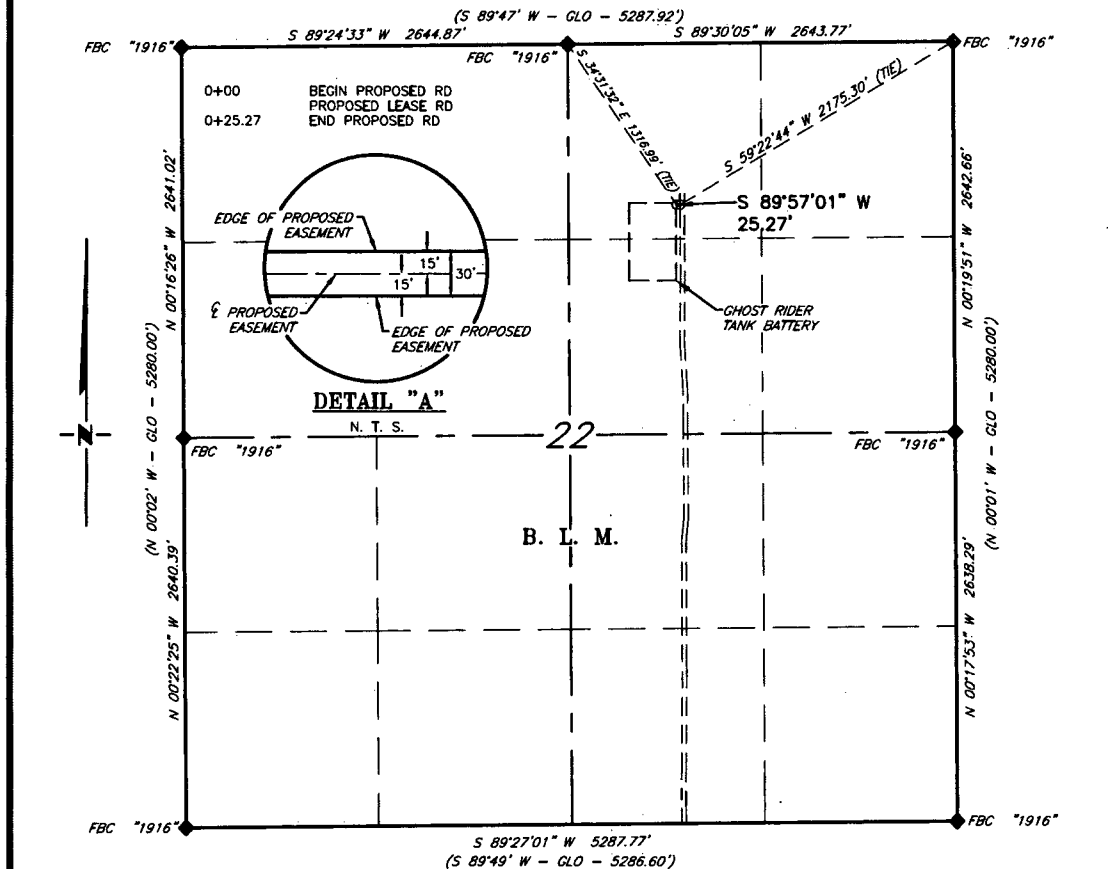 (S 89°47' W - GLO - 5287.92')
S 89°24'33" W 2644.87'
S 89°30'05" W 2643.77'
FBC "1916"
FBC "1916"
FBC "1916"
0+00 BEGIN PROPOSED RD
PROPOSED LEASE RD
0+25.27 END PROPOSED RD
S 34°31'32" E 1316.99' (TIE)
S 59°22'44" W 2175.30' (TIE)
N 00°16'26" W 2641.02'
N 00°19'51" W 2642.66'
S 89°57'01" W
25.27'
EDGE OF PROPOSED
EASEMENT
15'
15'
30'
℄ PROPOSED
EASEMENT
EDGE OF PROPOSED
EASEMENT
GHOST RIDER
TANK BATTERY
DETAIL "A"
N. T. S.
(N 00°02' W - GLO - 5280.00')
(N 00°01' W - GLO - 5280.00')
N
22
FBC "1916"
FBC "1916"
B. L. M.
N 00°22'25" W 2640.39'
N 00°17'53" W 2638.29'
FBC "1916"
FBC "1916"
S 89°27'01" W 5287.77'
(S 89°49' W - GLO - 5286.60')